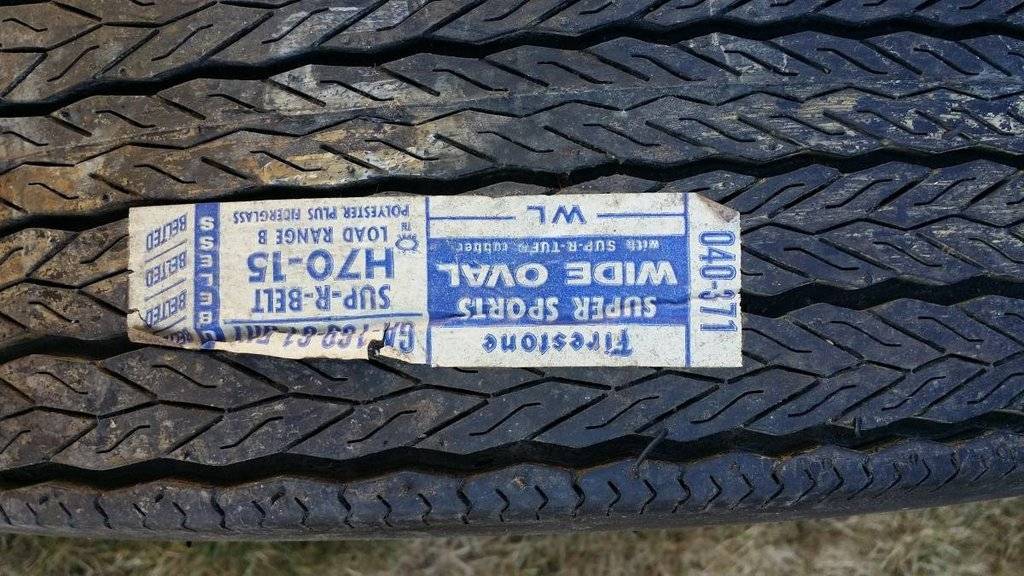 040-371
Firestone
SUPER SPORTS
WIDE OVAL
with SUP-R-TUF rubber
WL
SUP-R-BELT
H70-15
LOAD RANGE B
POLYESTER PLUS FIBERGLASS
BELTED
BELTED
BELTED